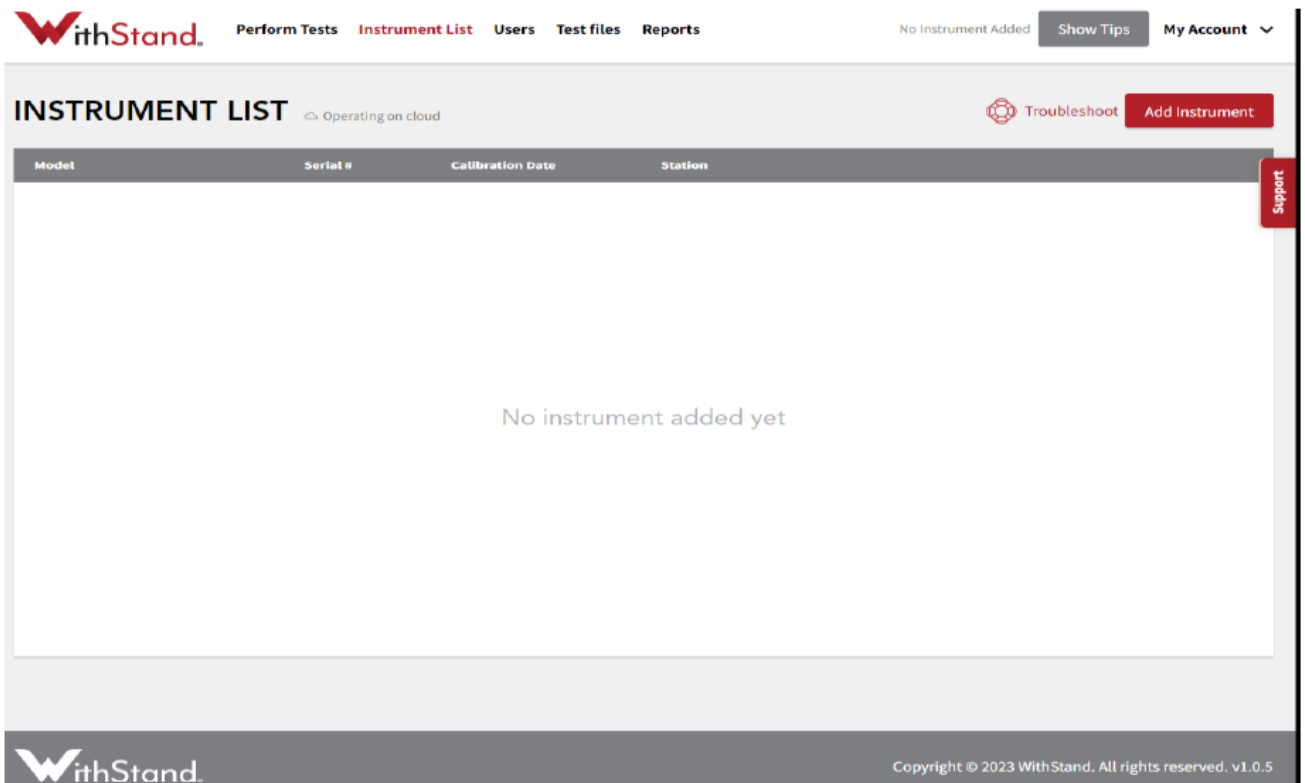 WithStand. Perform Tests Instrument List Users Test files Reports No Instrument Added Show Tips My Account
INSTRUMENT LIST Operating on cloud Troubleshoot Add Instrument
Model Serial # Calibration Date Station
Support
No instrument added yet
WithStand. Copyright © 2023 WithStand. All rights reserved. v1.0.5